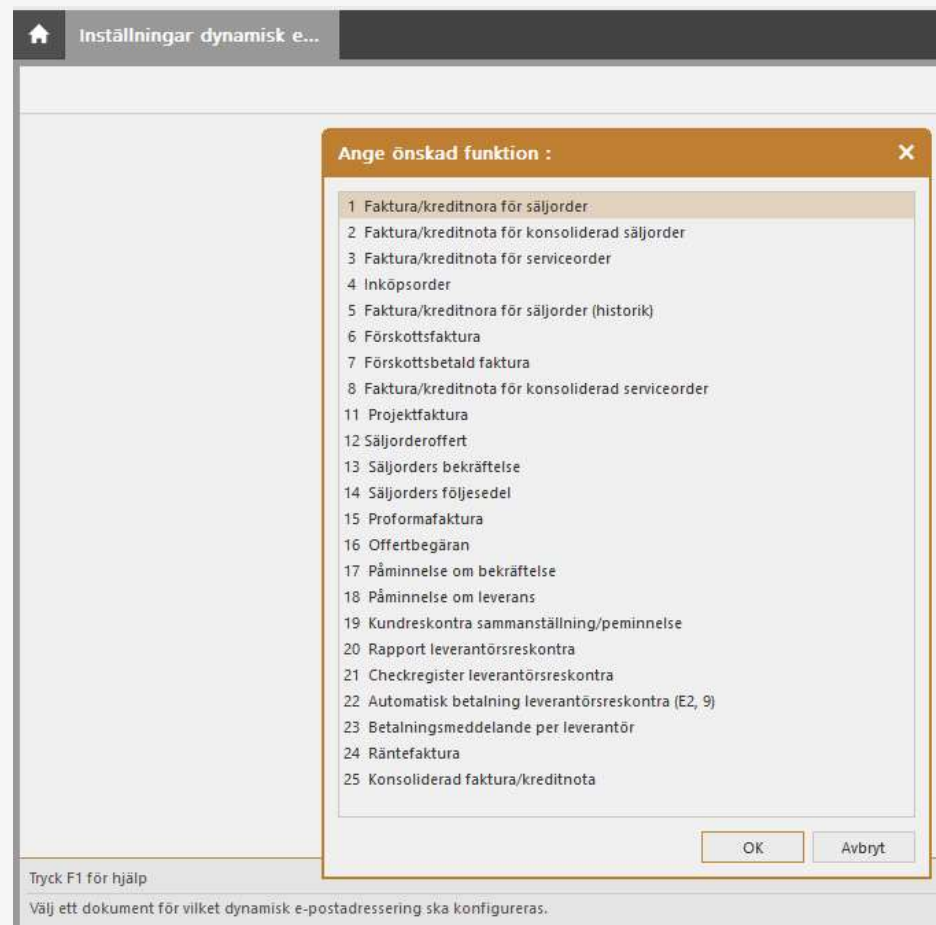 Inställningar dynamisk e...
Ange önskad funktion :
1 Faktura/kreditnora för säljorder
2 Faktura/kreditnota för konsoliderad säljorder
3 Faktura/kreditnota för serviceorder
4 Inköpsorder
5 Faktura/kreditnora för säljorder (historik)
6 Förskottsfaktura
7 Förskottsbetald faktura
8 Faktura/kreditnota för konsoliderad serviceorder
11 Projektfaktura
12 Säljorderoffert
13 Säljorders bekräftelse
14 Säljorders följesedel
15 Proformafaktura
16 Offertbegäran
17 Påminnelse om bekräftelse
18 Påminnelse om leverans
19 Kundreskontra sammanställning/peminnelse
20 Rapport leverantörsreskontra
21 Checkregister leverantörsreskontra
22 Automatisk betalning leverantörsreskontra (E2, 9)
23 Betalningsmeddelande per leverantör
24 Räntefaktura
25 Konsoliderad faktura/kreditnota
OK Avbryt
Tryck F1 för hjälp
Välj ett dokument för vilket dynamisk e-postadressering ska konfigureras.